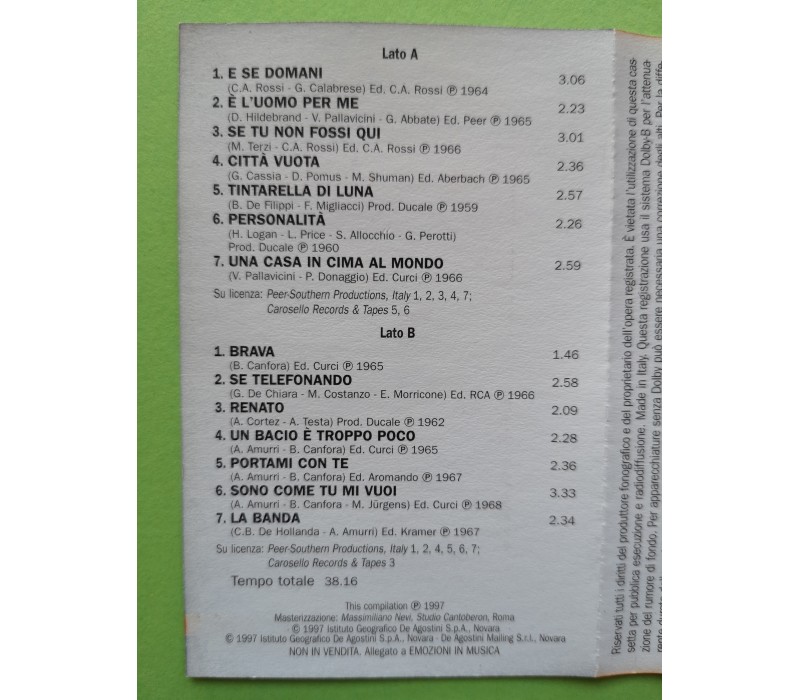 Lato A
1. E SE DOMANI 3.06
(C.A. Rossi - G. Calabrese) Ed. C.A. Rossi ℗ 1964
2. È L'UOMO PER ME 2.23
(D. Hildebrand - V. Pallavicini - G. Abbate) Ed. Peer ℗ 1965
3. SE TU NON FOSSI QUI 3.01
(M. Terzi - C.A. Rossi) Ed. C.A. Rossi ℗ 1966
4. CITTÀ VUOTA 2.36
(G. Cassia - D. Pomus - M. Shuman) Ed. Aberbach ℗ 1965
5. TINTARELLA DI LUNA 2.57
(B. De Filippi - F. Migliacci) Prod. Ducale ℗ 1959
6. PERSONALITÀ 2.26
(H. Logan - L. Price - S. Allocchio - G. Perotti)
Prod. Ducale ℗ 1960
7. UNA CASA IN CIMA AL MONDO 2.59
(V. Pallavicini - P. Donaggio) Ed. Curci ℗ 1966
Su licenza: Peer-Southern Productions, Italy 1, 2, 3, 4, 7;
Carosello Records & Tapes 5, 6
Lato B
1. BRAVA 1.46
(B. Canfora) Ed. Curci ℗ 1965
2. SE TELEFONANDO 2.58
(G. De Chiara - M. Costanzo - E. Morricone) Ed. RCA ℗ 1966
3. RENATO 2.09
(A. Cortez - A. Testa) Prod. Ducale ℗ 1962
4. UN BACIO È TROPPO POCO 2.28
(A. Amurri - B. Canfora) Ed. Curci ℗ 1965
5. PORTAMI CON TE 2.36
(A. Amurri - B. Canfora) Ed. Aromando ℗ 1967
6. SONO COME TU MI VUOI 3.33
(A. Amurri - B. Canfora - M. Jürgens) Ed. Curci ℗ 1968
7. LA BANDA 2.34
(C.B. De Hollanda - A. Amurri) Ed. Kramer ℗ 1967
Su licenza: Peer-Southern Productions, Italy 1, 2, 4, 5, 6, 7;
Carosello Records & Tapes 3
Tempo totale 38.16
This compilation ℗ 1997
Masterizzazione: Massimiliano Nevi, Studio Cantoberon, Roma
© 1997 Istituto Geografico De Agostini S.p.A., Novara
© 1997 Istituto Geografico De Agostini S.p.A., Novara - De Agostini Mailing S.r.l., Novara
NON IN VENDITA. Allegato a EMOZIONI IN MUSICA
Riservati tutti i diritti del produttore fonografico e del proprietario dell'opera registrata. È vietata l'utilizzazione di questa cas-
setta per pubblica esecuzione e radiodiffusione. Made in Italy. Questa registrazione usa il sistema Dolby-B per l'attenua-
zione del rumore di fondo. Per apparecchiature senza Dolby può essere necessaria una correzione degli alti. Per la diffe-